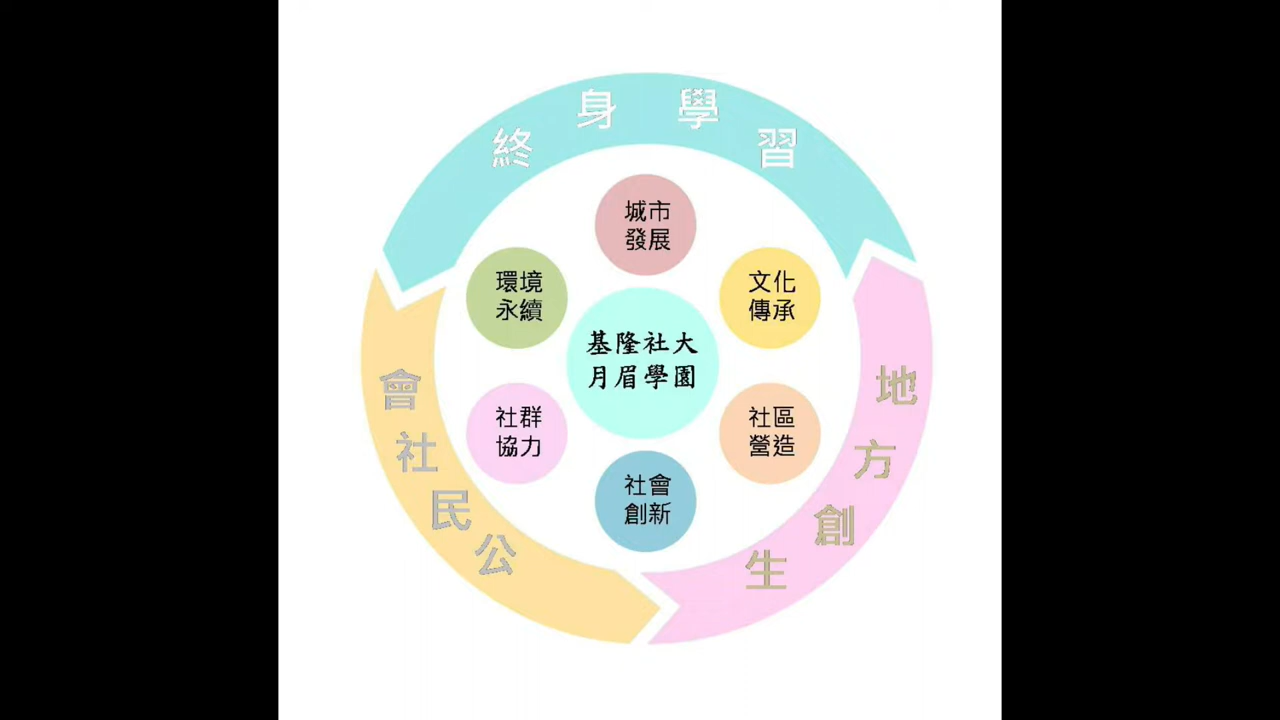 終身學習
城市
發展
環境
永續
文化
傳承
基隆社大
月眉學園
社群
協力
社區
營造
社會
創新
地方創生
公民社會